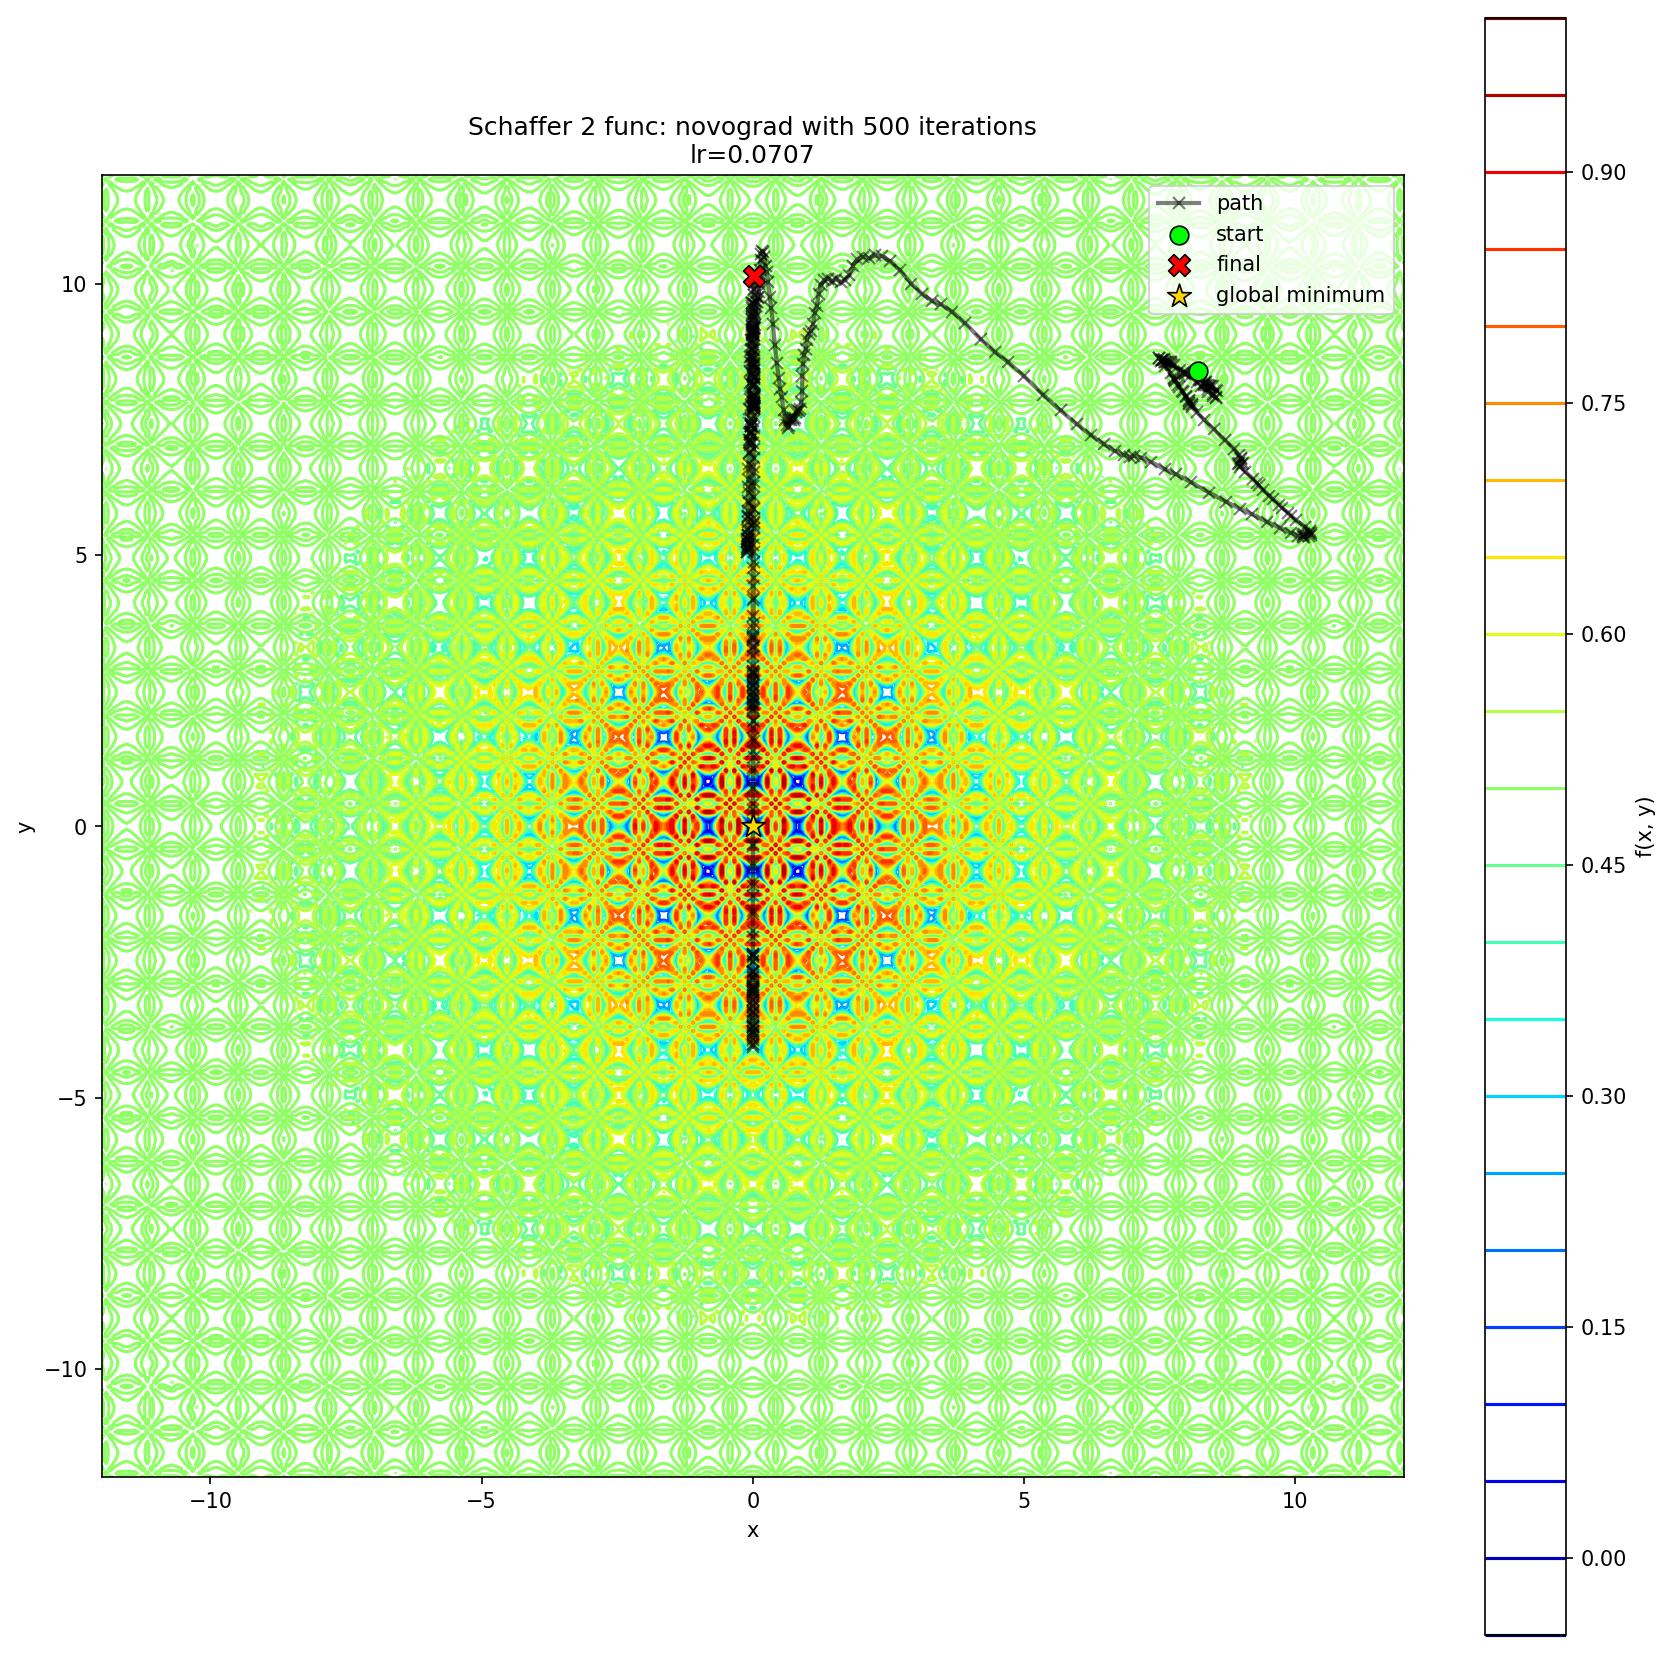 Schaffer 2 func: novograd with 500 iterations
lr=0.0707
path
start
final
global minimum
10
5
0
−5
−10
y
−10
−5
0
5
10
x
0.90
0.75
0.60
0.45
0.30
0.15
0.00
f(x, y)